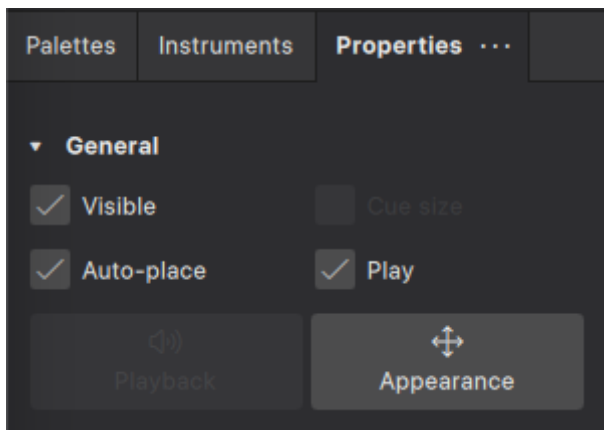 Palettes Instruments Properties ···
General
Visible Cue size
Auto-place Play
Playback Appearance